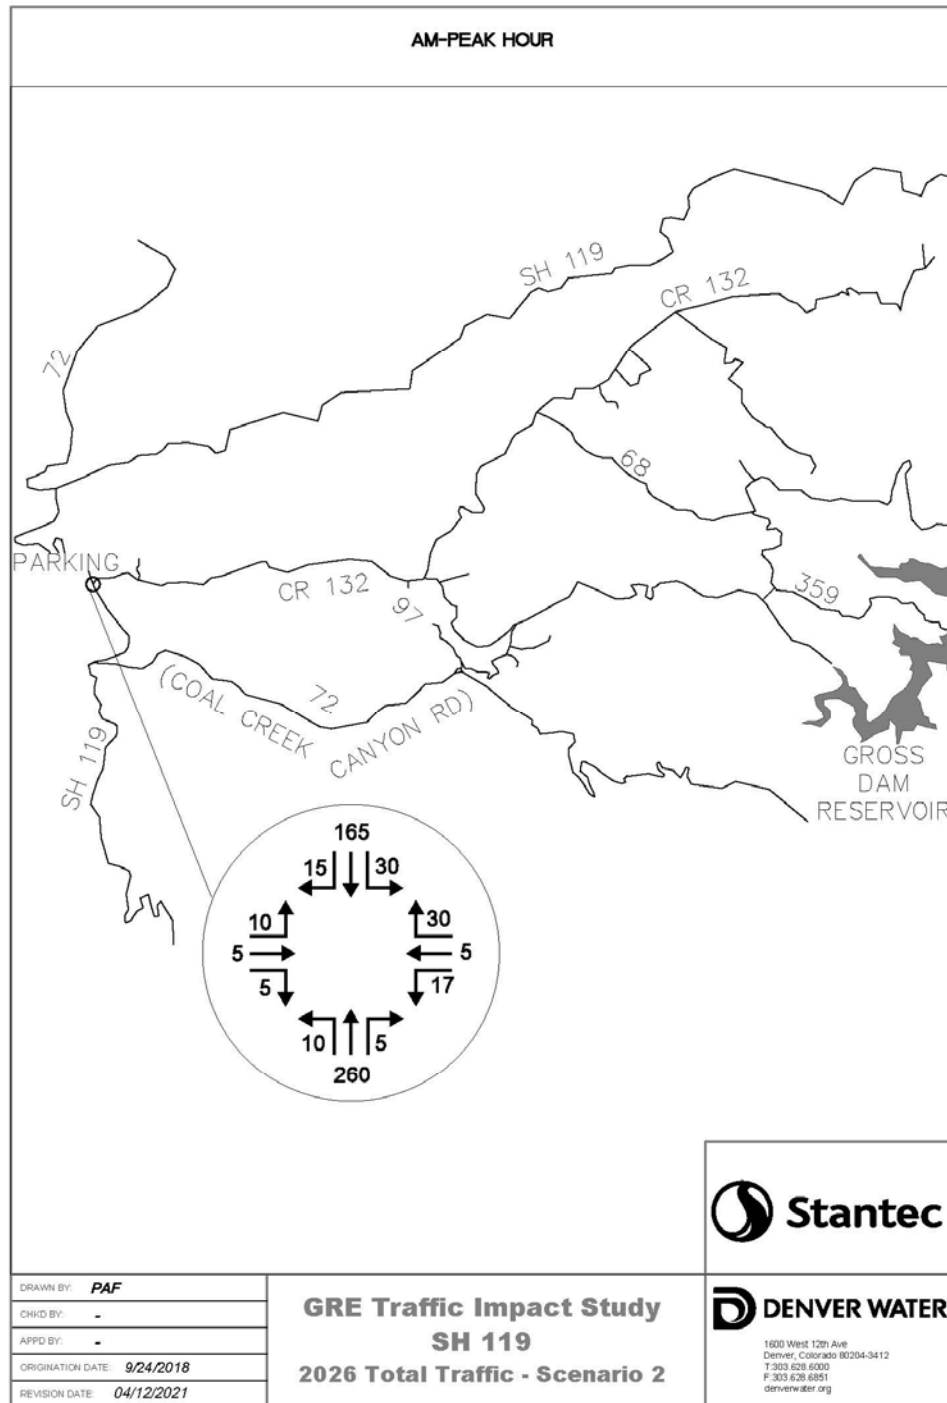 AM-PEAK HOUR
SH 119
CR 132
72
68
PARKING
CR 132
359
97
72
(COAL CREEK
CANYON RD)
SH 119
GROSS
DAM
RESERVOIR
165
15 30
10 30
5 5
5 17
10 5
260
Stantec
DRAWN BY: PAF
CHKD BY: -
APPD BY: -
ORIGINATION DATE: 9/24/2018
REVISION DATE: 04/12/2021
GRE Traffic Impact Study
SH 119
2026 Total Traffic - Scenario 2
DENVER WATER
1600 West 12th Ave
Denver, Colorado 80204-3412
T:303.628.6000
F:303.628.6851
denverwater.org